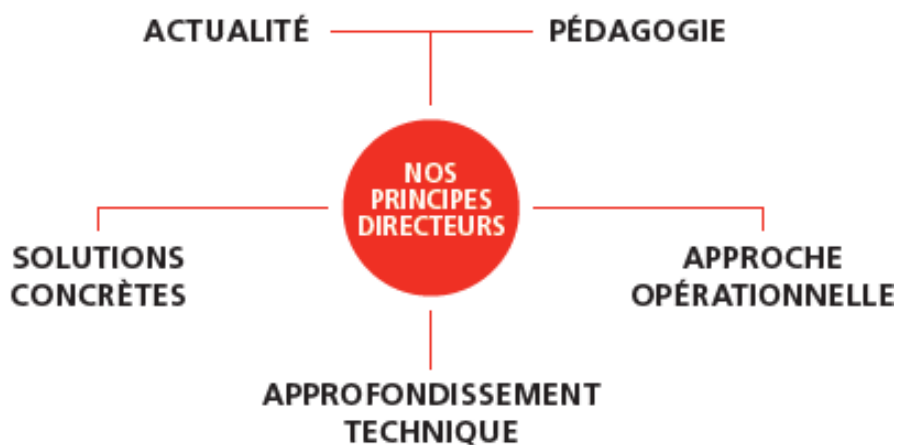 ACTUALITÉ
PÉDAGOGIE
NOS
PRINCIPES
DIRECTEURS
SOLUTIONS
CONCRÈTES
APPROCHE
OPÉRATIONNELLE
APPROFONDISSEMENT
TECHNIQUE